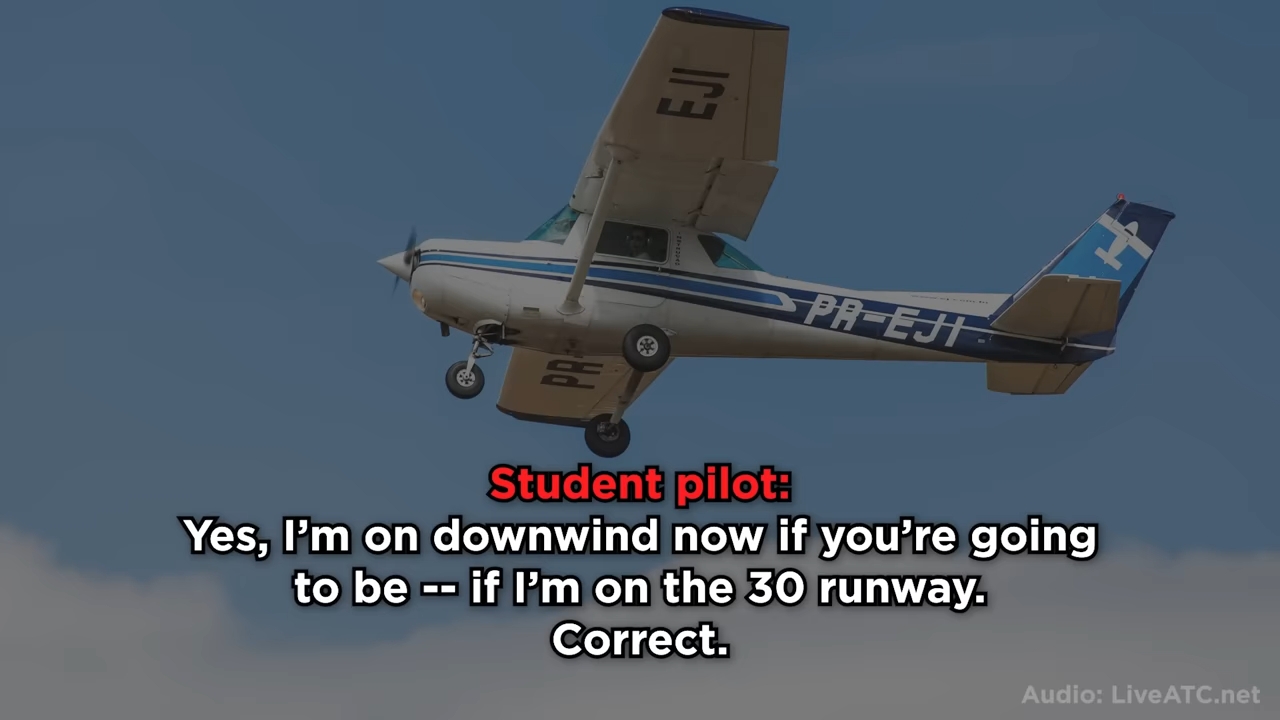 EJI
PR-EJI
PR
Student pilot:
Yes, I'm on downwind now if you're going
to be -- if I'm on the 30 runway.
Correct.
Audio: LiveATC.net